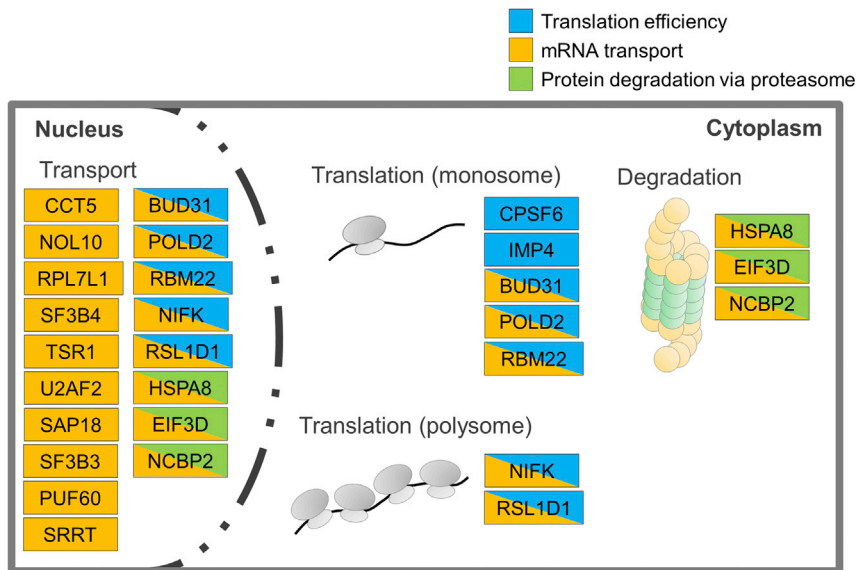 Translation efficiency
mRNA transport
Protein degradation via proteasome
Nucleus
Cytoplasm
Transport
CCT5
NOL10
RPL7L1
SF3B4
TSR1
U2AF2
SAP18
SF3B3
PUF60
SRRT
BUD31
POLD2
RBM22
NIFK
RSL1D1
HSPA8
EIF3D
NCBP2
Translation (monosome)
CPSF6
IMP4
BUD31
POLD2
RBM22
Translation (polysome)
NIFK
RSL1D1
Degradation
HSPA8
EIF3D
NCBP2